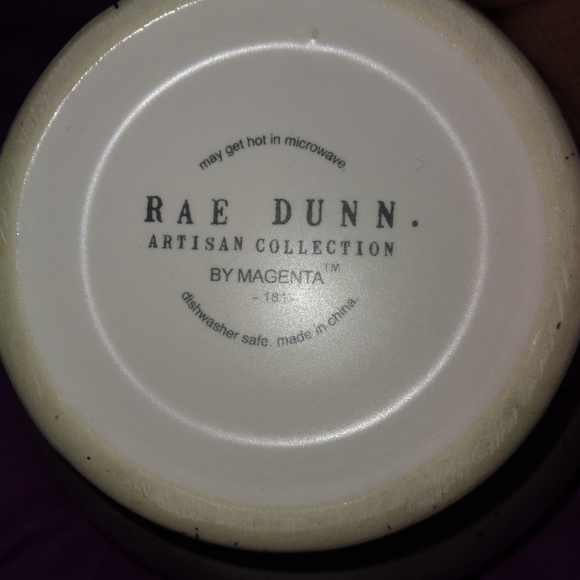 may get hot in microwave.
RAE DUNN.
ARTISAN COLLECTION
BY MAGENTA™
dishwasher safe. made in china.